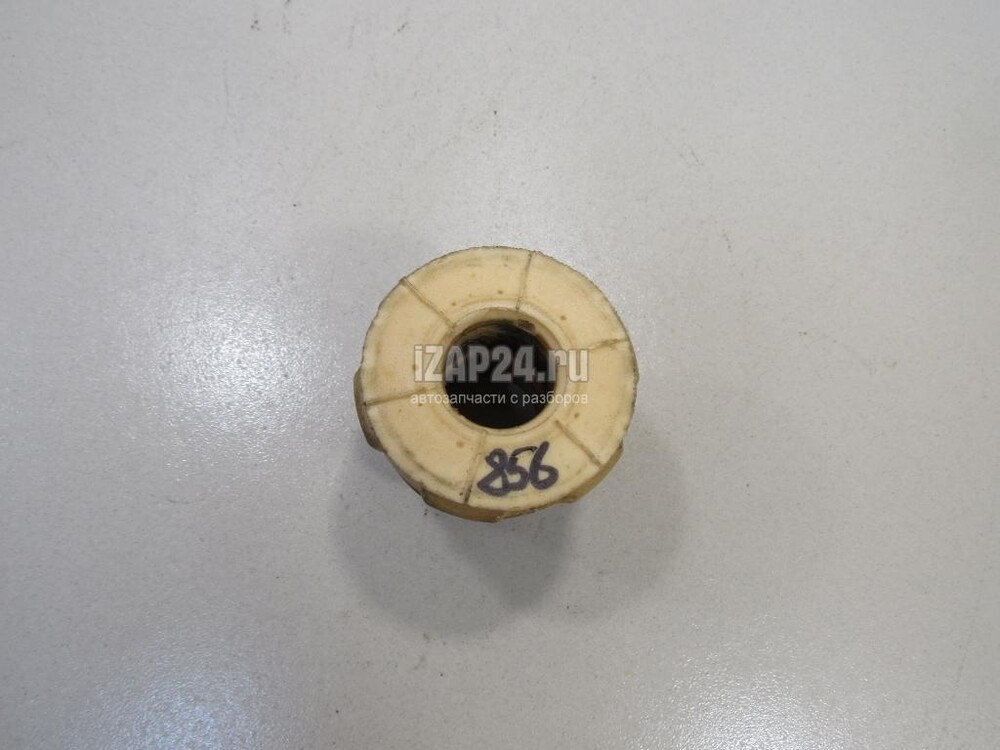 iZAP24.ru
автозапчасти с разборов
856